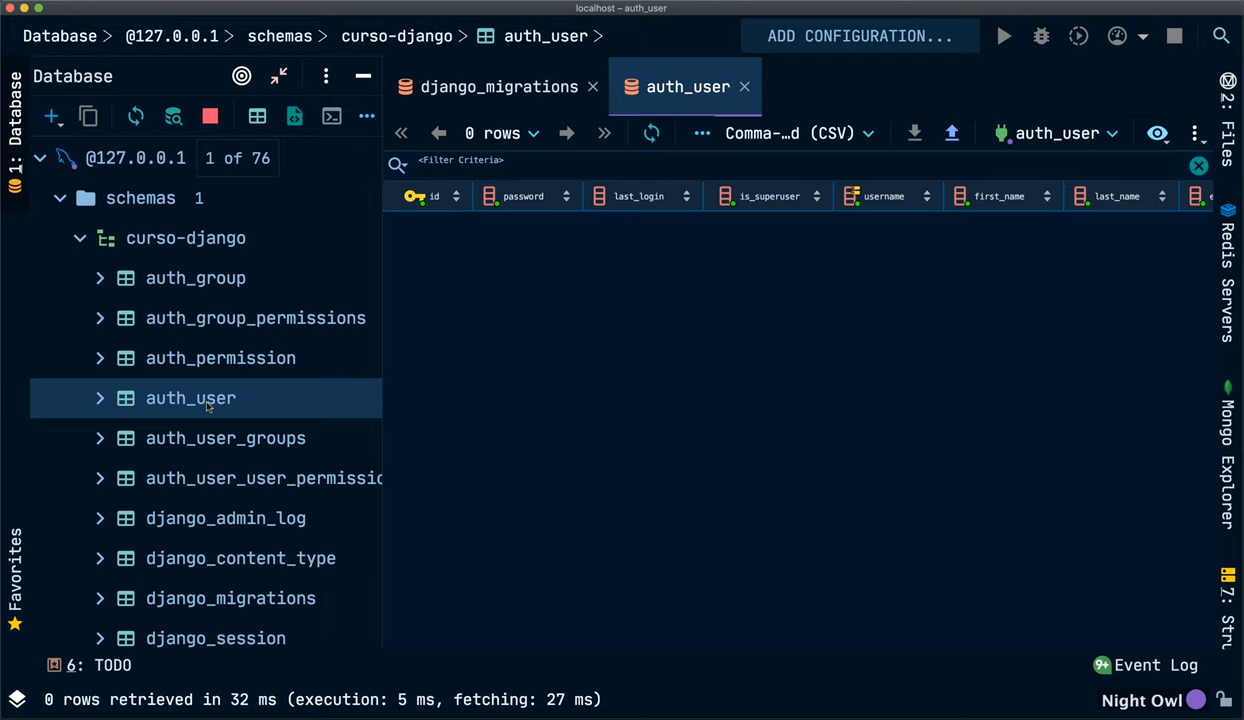 localhost – auth_user
Database > @127.0.0.1 > schemas > curso-django > auth_user >
ADD CONFIGURATION...
1: Database
Favorites
Database
@127.0.0.1 1 of 76
schemas 1
curso-django
auth_group
auth_group_permissions
auth_permission
auth_user
auth_user_groups
auth_user_user_permissio
django_admin_log
django_content_type
django_migrations
django_session
django_migrations
auth_user
0 rows
Comma-…d (CSV)
auth_user
<Filter Criteria>
id password last_login is_superuser username first_name last_name e
2: Files
Redis Servers
Mongo Explorer
7: Stru
6: TODO
9+ Event Log
0 rows retrieved in 32 ms (execution: 5 ms, fetching: 27 ms)
Night Owl